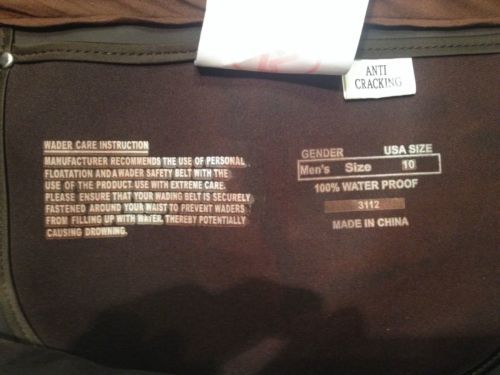 ANTI
CRACKING
WADER CARE INSTRUCTION
MANUFACTURER RECOMMENDS THE USE OF PERSONAL
FLOATATION AND A WADER SAFETY BELT WITH THE
USE OF THE PRODUCT. USE WITH EXTREME CARE.
PLEASE ENSURE THAT YOUR WADING BELT IS SECURELY
FASTENED AROUND YOUR WAIST TO PREVENT WADERS
FROM FILLING UP WITH WATER, THEREBY POTENTIALLY
CAUSING DROWNING.
GENDER USA SIZE
Men's Size 10
100% WATER PROOF
3112
MADE IN CHINA